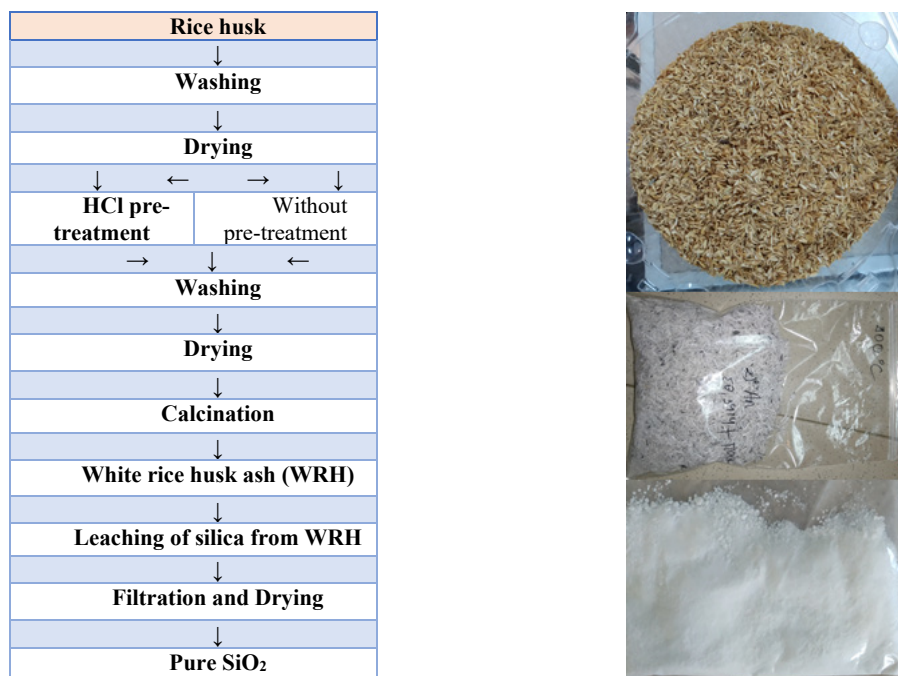 Rice husk
↓
Washing
↓
Drying
↓ ← → ↓
HCl pre-treatment
Without pre-treatment
→ ↓ ←
Washing
↓
Drying
↓
Calcination
↓
White rice husk ash (WRH)
↓
Leaching of silica from WRH
↓
Filtration and Drying
↓
Pure SiO₂